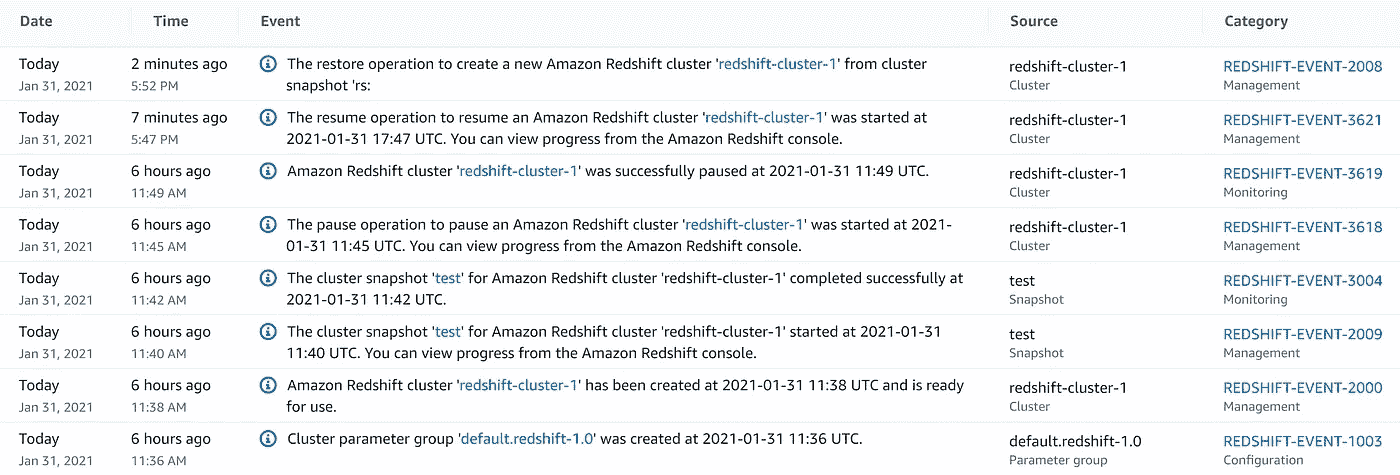 Date Time Event Source Category
Today 2 minutes ago The restore operation to create a new Amazon Redshift cluster 'redshift-cluster-1' from cluster redshift-cluster-1 REDSHIFT-EVENT-2008
Jan 31, 2021 5:52 PM snapshot 'rs: Cluster Management
Today 7 minutes ago The resume operation to resume an Amazon Redshift cluster 'redshift-cluster-1' was started at redshift-cluster-1 REDSHIFT-EVENT-3621
Jan 31, 2021 5:47 PM 2021-01-31 17:47 UTC. You can view progress from the Amazon Redshift console. Cluster Management
Today 6 hours ago Amazon Redshift cluster 'redshift-cluster-1' was successfully paused at 2021-01-31 11:49 UTC. redshift-cluster-1 REDSHIFT-EVENT-3619
Jan 31, 2021 11:49 AM Cluster Monitoring
Today 6 hours ago The pause operation to pause an Amazon Redshift cluster 'redshift-cluster-1' was started at 2021- redshift-cluster-1 REDSHIFT-EVENT-3618
Jan 31, 2021 11:45 AM 01-31 11:45 UTC. You can view progress from the Amazon Redshift console. Cluster Management
Today 6 hours ago The cluster snapshot 'test' for Amazon Redshift cluster 'redshift-cluster-1' completed successfully at test REDSHIFT-EVENT-3004
Jan 31, 2021 11:42 AM 2021-01-31 11:42 UTC. Snapshot Monitoring
Today 6 hours ago The cluster snapshot 'test' for Amazon Redshift cluster 'redshift-cluster-1' started at 2021-01-31 test REDSHIFT-EVENT-2009
Jan 31, 2021 11:40 AM 11:40 UTC. You can view progress from the Amazon Redshift console. Snapshot Management
Today 6 hours ago Amazon Redshift cluster 'redshift-cluster-1' has been created at 2021-01-31 11:38 UTC and is ready redshift-cluster-1 REDSHIFT-EVENT-2000
Jan 31, 2021 11:38 AM for use. Cluster Management
Today 6 hours ago Cluster parameter group 'default.redshift-1.0' was created at 2021-01-31 11:36 UTC. default.redshift-1.0 REDSHIFT-EVENT-1003
Jan 31, 2021 11:36 AM Parameter group Configuration